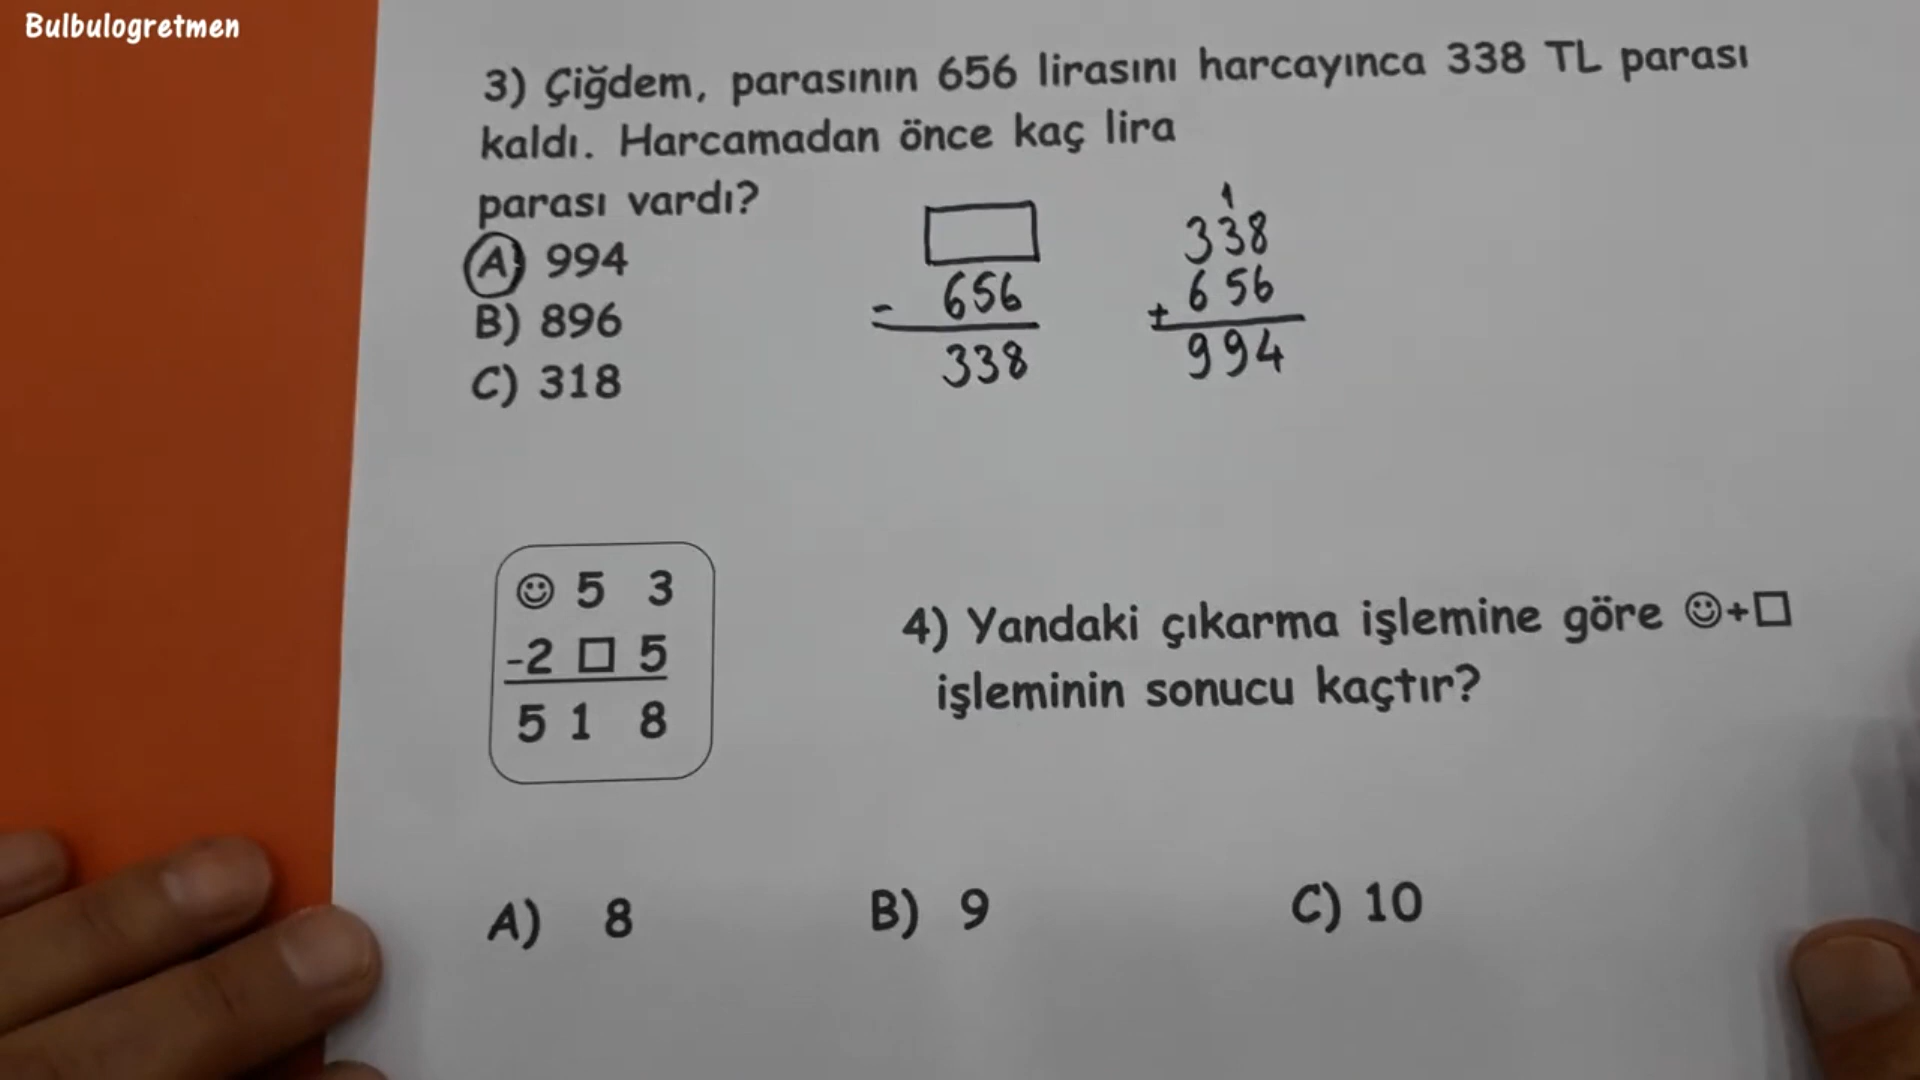 Bulbulogretmen
3) Çiğdem, parasının 656 lirasını harcayınca 338 TL parası
kaldı. Harcamadan önce kaç lira
parası vardı?
A) 994
B) 896
C) 318
656
-
338
1
338
656
+
994
☺ 5 3
-2 □ 5
5 1 8
4) Yandaki çıkarma işlemine göre ☺+□
işleminin sonucu kaçtır?
A) 8
B) 9
C) 10